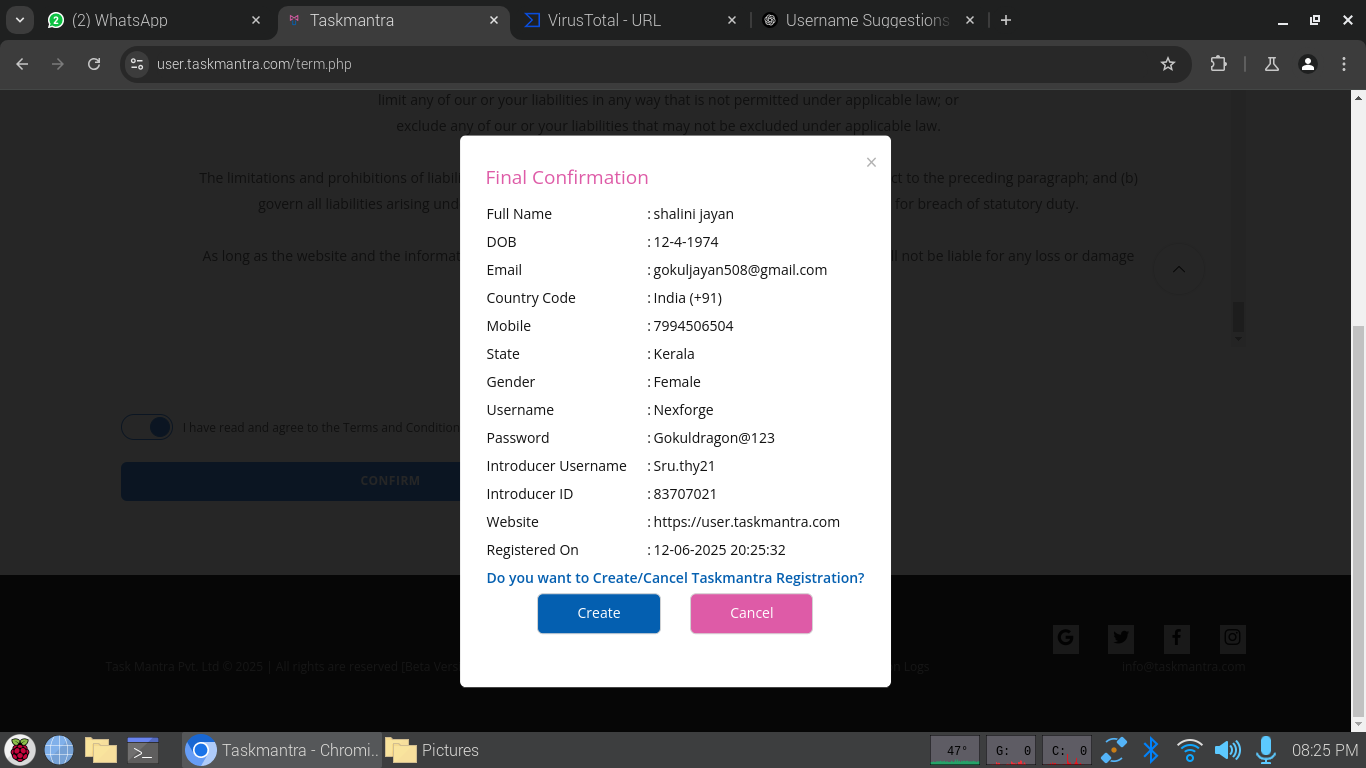 (2) WhatsApp
Taskmantra
VirusTotal - URL
Username Suggestions
user.taskmantra.com/term.php
limit any of our or your liabilities in any way that is not permitted under applicable law; or
exclude any of our or your liabilities that may not be excluded under applicable law.
The limitations and prohibitions of liabili ct to the preceding paragraph; and (b)
govern all liabilities arising und for breach of statutory duty.
As long as the website and the informat ll not be liable for any loss or damage
Final Confirmation
Full Name : shalini jayan
DOB : 12-4-1974
Email : gokuljayan508@gmail.com
Country Code : India (+91)
Mobile : 7994506504
State : Kerala
Gender : Female
Username : Nexforge
Password : Gokuldragon@123
Introducer Username : Sru.thy21
Introducer ID : 83707021
Website : https://user.taskmantra.com
Registered On : 12-06-2025 20:25:32
Do you want to Create/Cancel Taskmantra Registration?
Create Cancel
I have read and agree to the Terms and Condition
CONFIRM
Task Mantra Pvt. Ltd © 2025 | All rights are reserved [Beta Versi n Logs
info@taskmantra.com
Taskmantra - Chromi..
Pictures
47°
G: 0
C: 0
08:25 PM